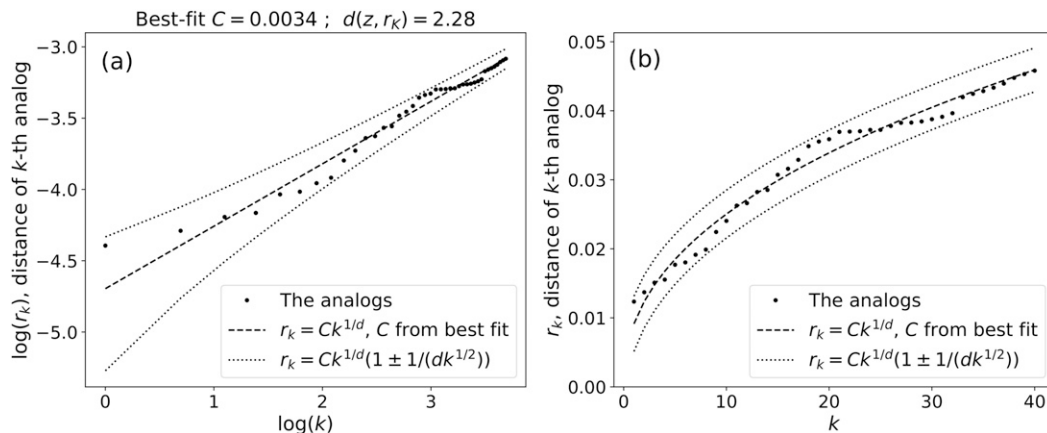 Best-fit C = 0.0034 ; d(z, r_K) = 2.28
(a)
log(r_k), distance of k-th analog
−3.0
−3.5
−4.0
−4.5
−5.0
The analogs
r_k = Ck^{1/d}, C from best fit
r_k = Ck^{1/d}(1 ± 1/(dk^{1/2}))
0
1
2
3
log(k)
(b)
r_k, distance of k-th analog
0.05
0.04
0.03
0.02
0.01
0.00
The analogs
r_k = Ck^{1/d}, C from best fit
r_k = Ck^{1/d}(1 ± 1/(dk^{1/2}))
0
10
20
30
40
k